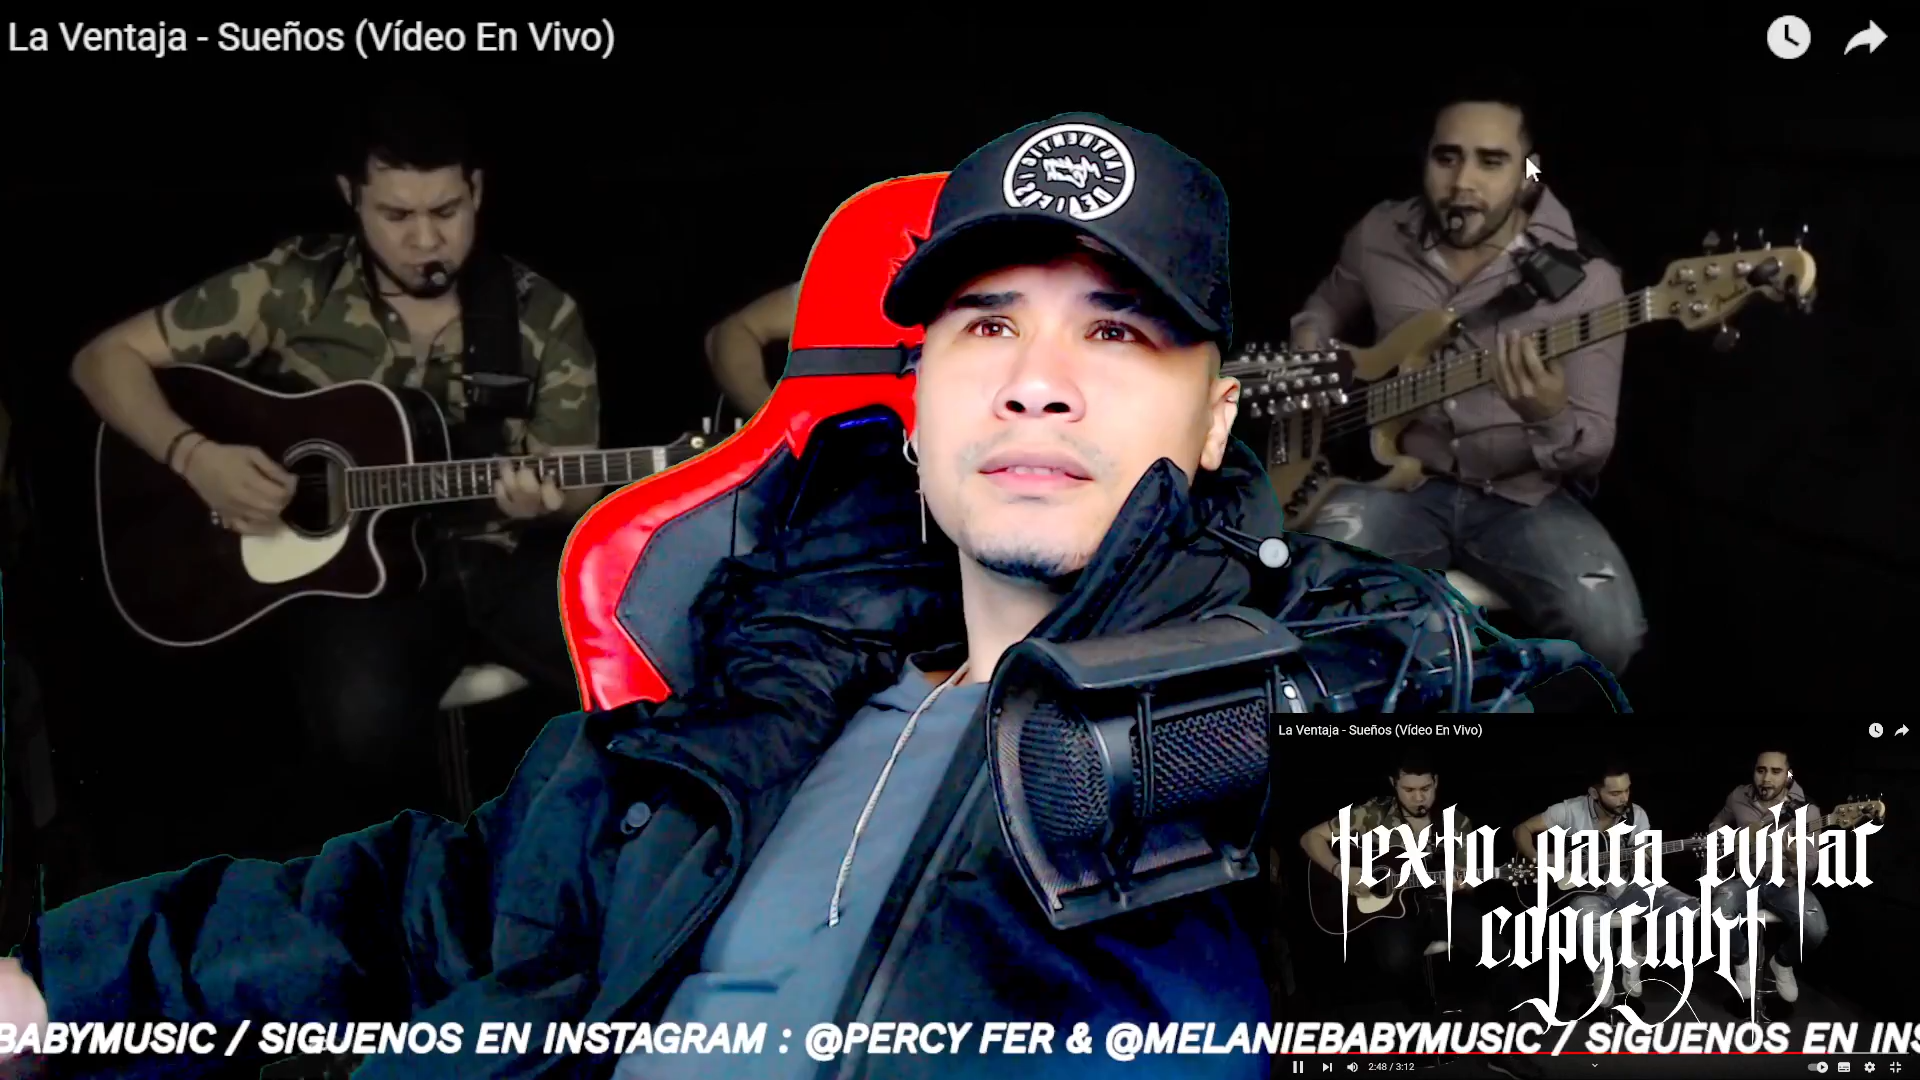 La Ventaja - Sueños (Vídeo En Vivo)
La Ventaja - Sueños (Vídeo En Vivo)
texto para evitar
copyright
BABYMUSIC / SIGUENOS EN INSTAGRAM : @PERCY FER & @MELANIEBABYMUSIC / SIGUENOS EN INS
2:48 / 3:12